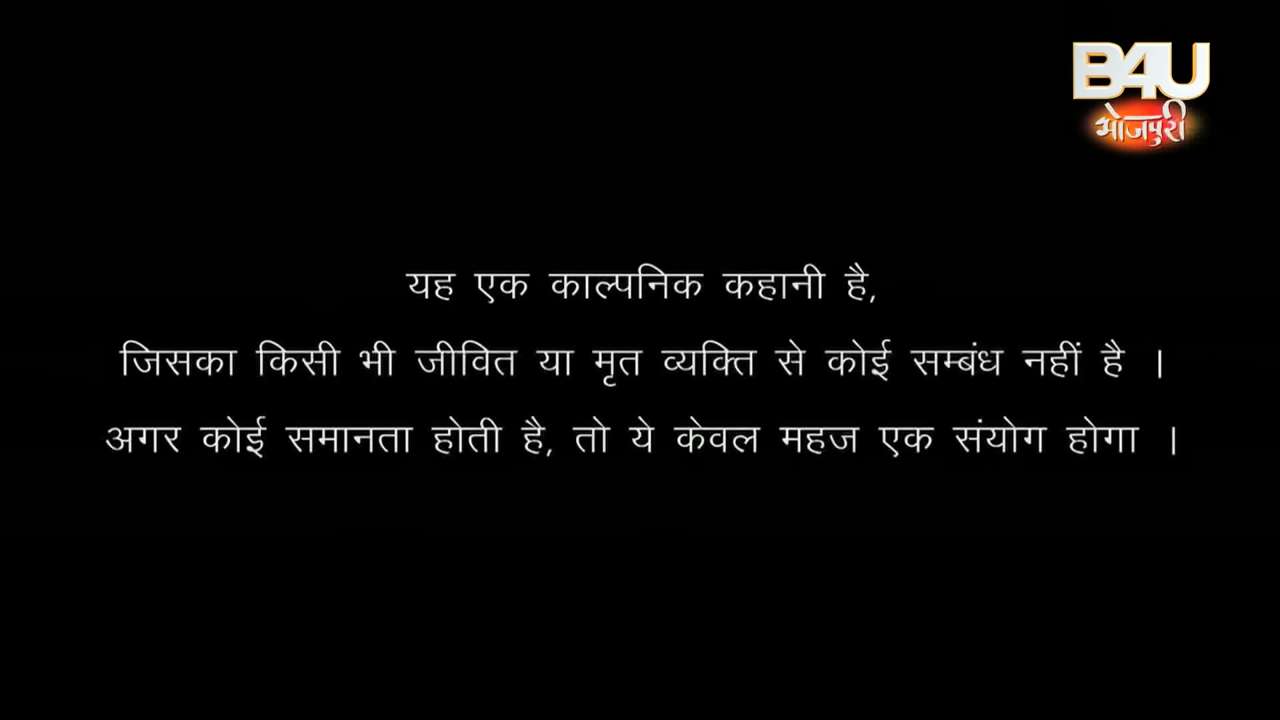 B4U
भोजपुरी
यह एक काल्पनिक कहानी है,
जिसका किसी भी जीवित या मृत व्यक्ति से कोई सम्बंध नहीं है ।
अगर कोई समानता होती है, तो ये केवल महज एक संयोग होगा ।